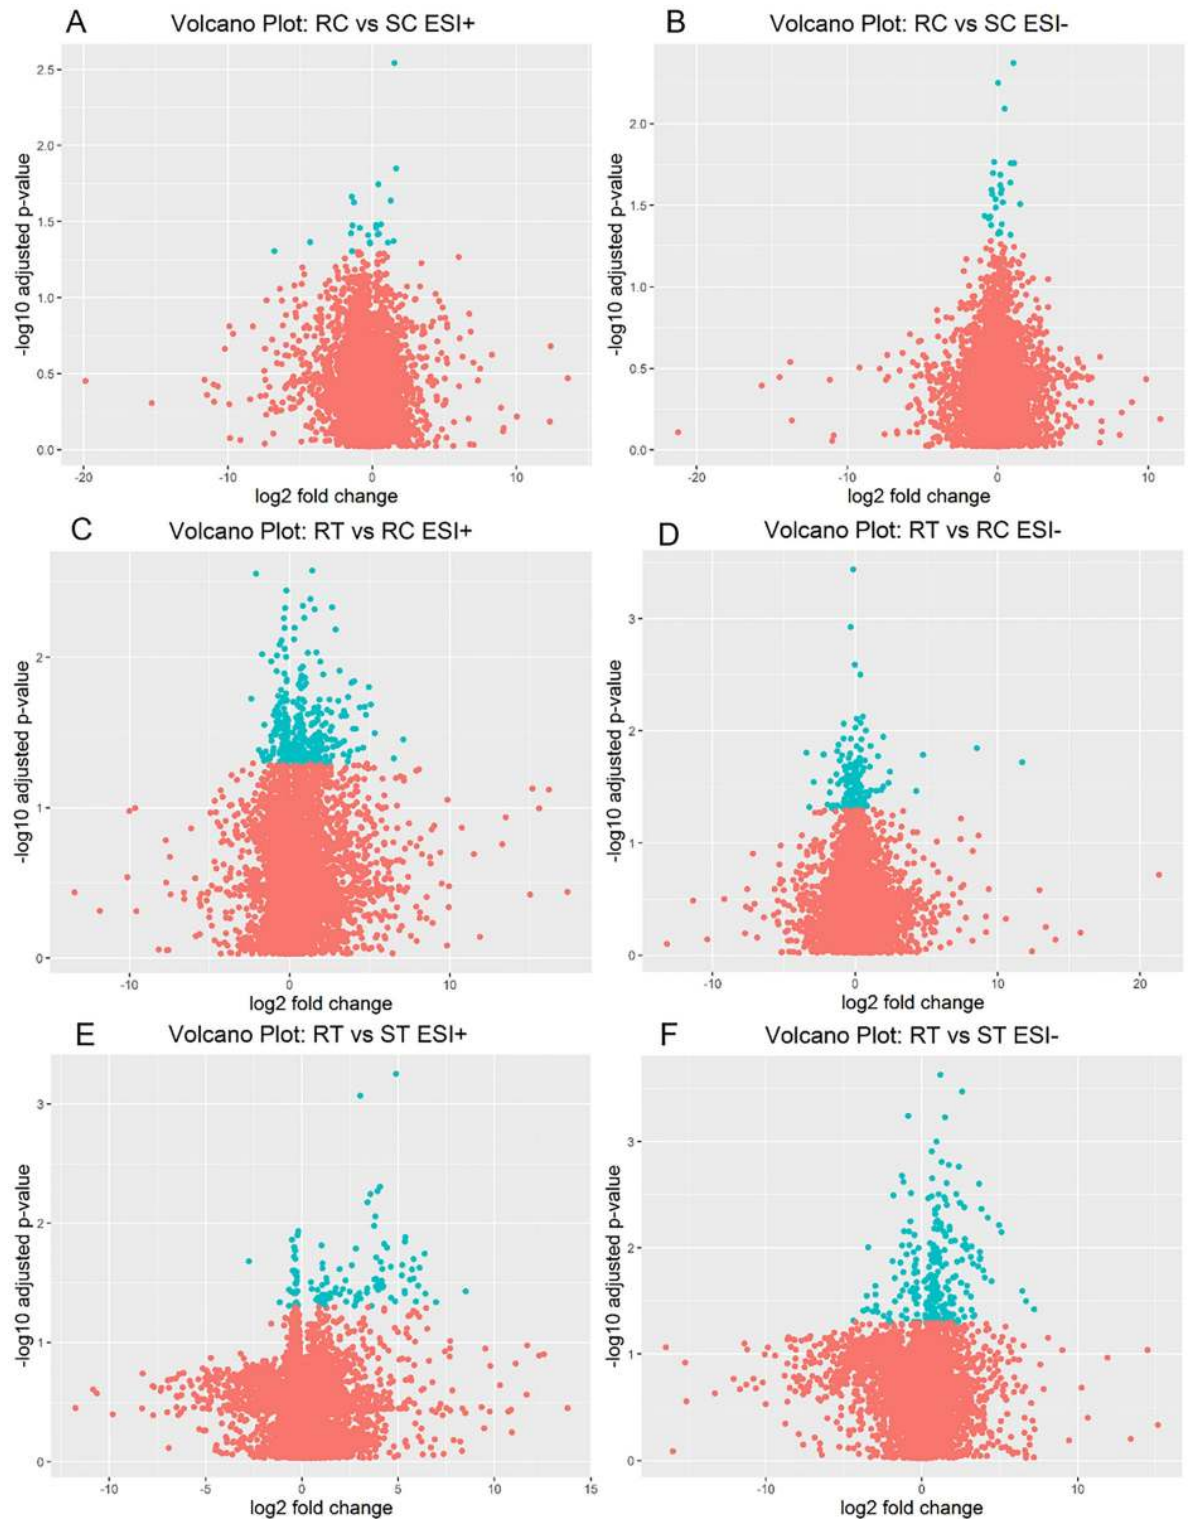 A Volcano Plot: RC vs SC ESI+
2.5
2.0
1.5
1.0
0.5
0.0
-log10 adjusted p-value
-20 -10 0 10
log2 fold change
B Volcano Plot: RC vs SC ESI-
2.0
1.5
1.0
0.5
0.0
-log10 adjusted p-value
-20 -10 0 10
log2 fold change
C Volcano Plot: RT vs RC ESI+
2
1
0
-log10 adjusted p-value
-10 0 10
log2 fold change
D Volcano Plot: RT vs RC ESI-
3
2
1
0
-log10 adjusted p-value
-10 0 10 20
log2 fold change
E Volcano Plot: RT vs ST ESI+
3
2
1
0
-log10 adjusted p-value
-10 -5 0 5 10 15
log2 fold change
F Volcano Plot: RT vs ST ESI-
3
2
1
0
-log10 adjusted p-value
-10 0 10
log2 fold change